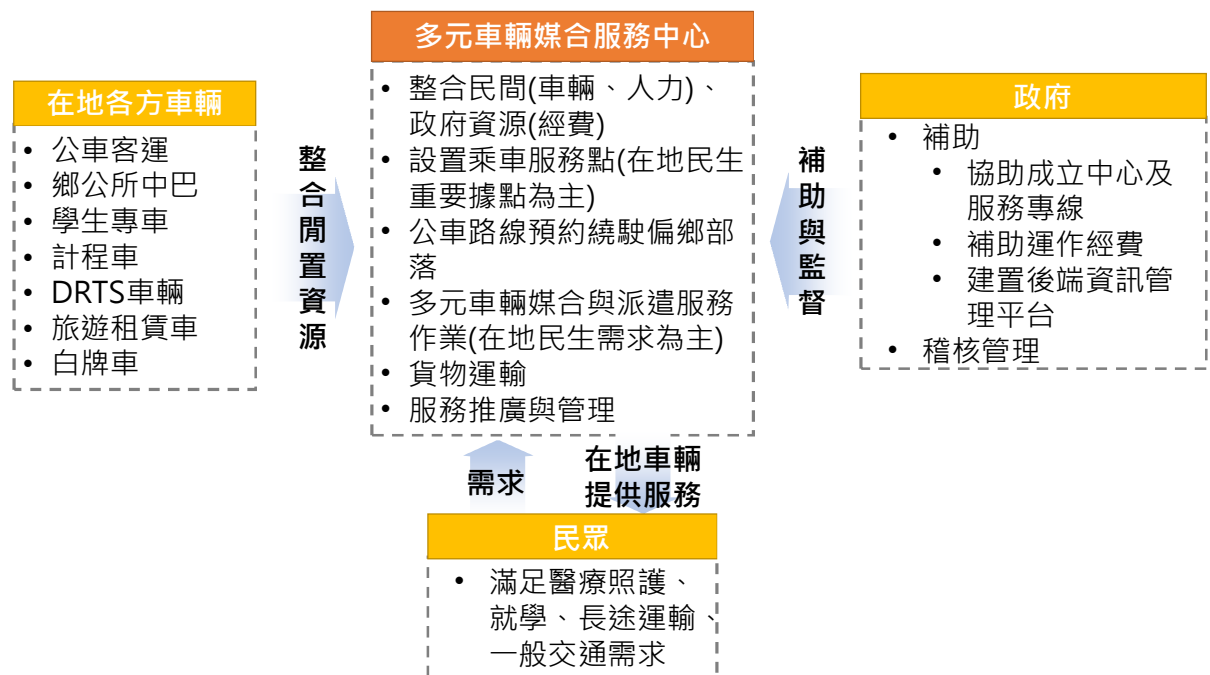 在地各方車輛
• 公車客運
• 鄉公所中巴
• 學生專車
• 計程車
• DRTS車輛
• 旅遊租賃車
• 白牌車
整合閒置資源
多元車輛媒合服務中心
• 整合民間(車輛、人力)、
政府資源(經費)
• 設置乘車服務點(在地民生
重要據點為主)
• 公車路線預約繞駛偏鄉部
落
• 多元車輛媒合與派遣服務
作業(在地民生需求為主)
• 貨物運輸
• 服務推廣與管理
補助與監督
政府
• 補助
• 協助成立中心及
服務專線
• 補助運作經費
• 建置後端資訊管
理平台
• 稽核管理
需求
在地車輛
提供服務
民眾
• 滿足醫療照護、
就學、長途運輸、
一般交通需求